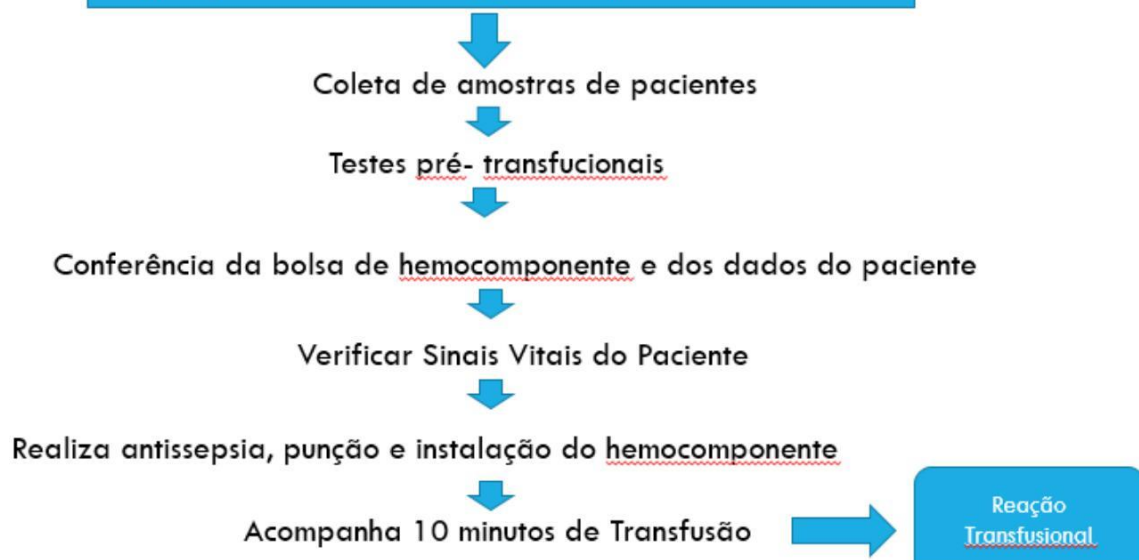 Coleta de amostras de pacientes
Testes pré- transfucionais
Conferência da bolsa de hemocomponente e dos dados do paciente
Verificar Sinais Vitais do Paciente
Realiza antissepsia, punção e instalação do hemocomponente
Acompanha 10 minutos de Transfusão
Reação
Transfusional